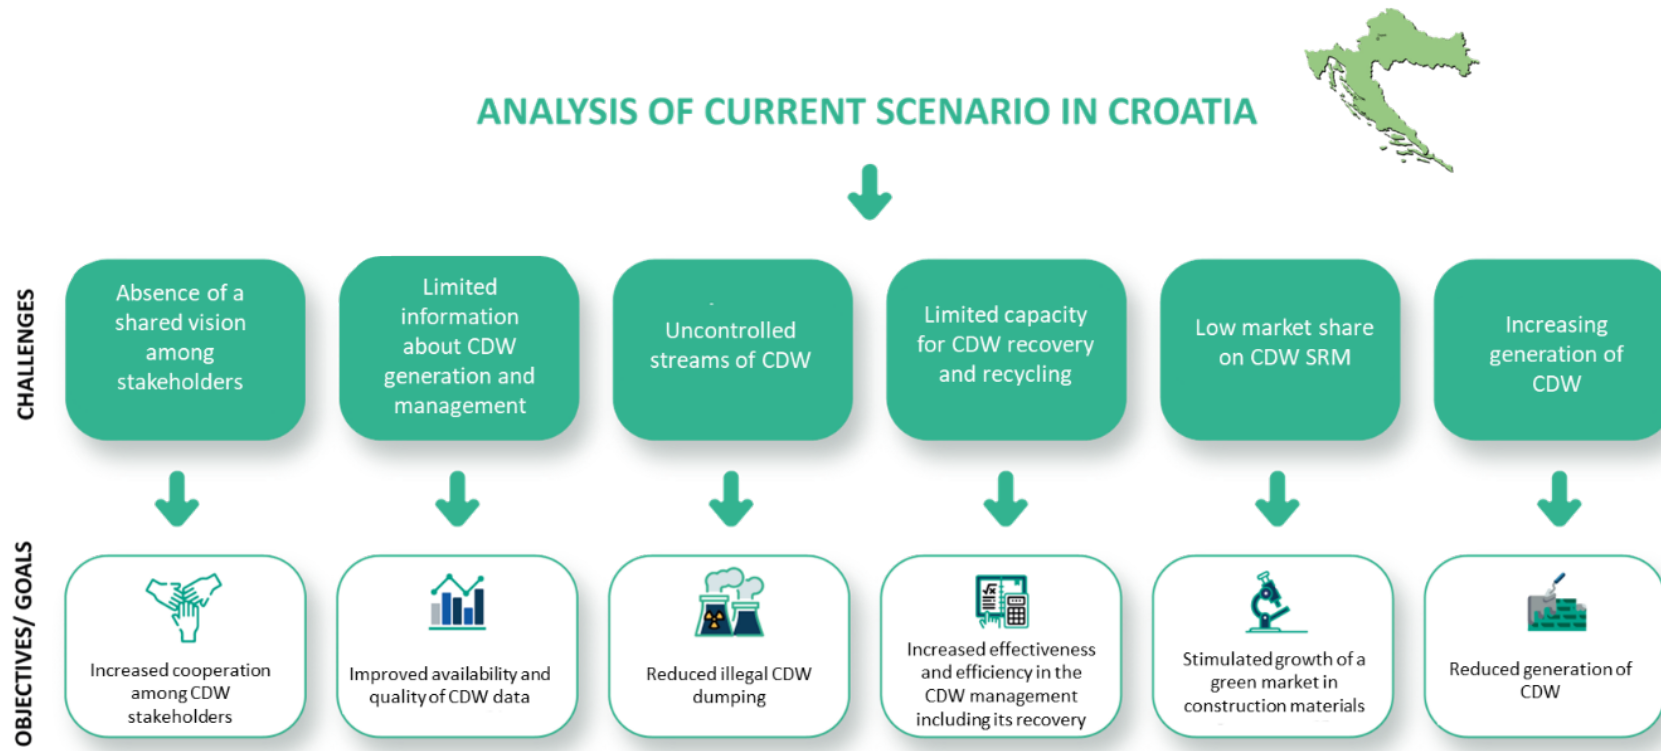 ANALYSIS OF CURRENT SCENARIO IN CROATIA
CHALLENGES
Absence of a
shared vision
among
stakeholders
Limited
information
about CDW
generation and
management
Uncontrolled
streams of CDW
Limited capacity
for CDW recovery
and recycling
Low market share
on CDW SRM
Increasing
generation of
CDW
OBJECTIVES/ GOALS
Increased cooperation
among CDW
stakeholders
Improved availability and
quality of CDW data
Reduced illegal CDW
dumping
√x
Increased effectiveness
and efficiency in the
CDW management
including its recovery
Stimulated growth of a
green market in
construction materials
Reduced generation of
CDW